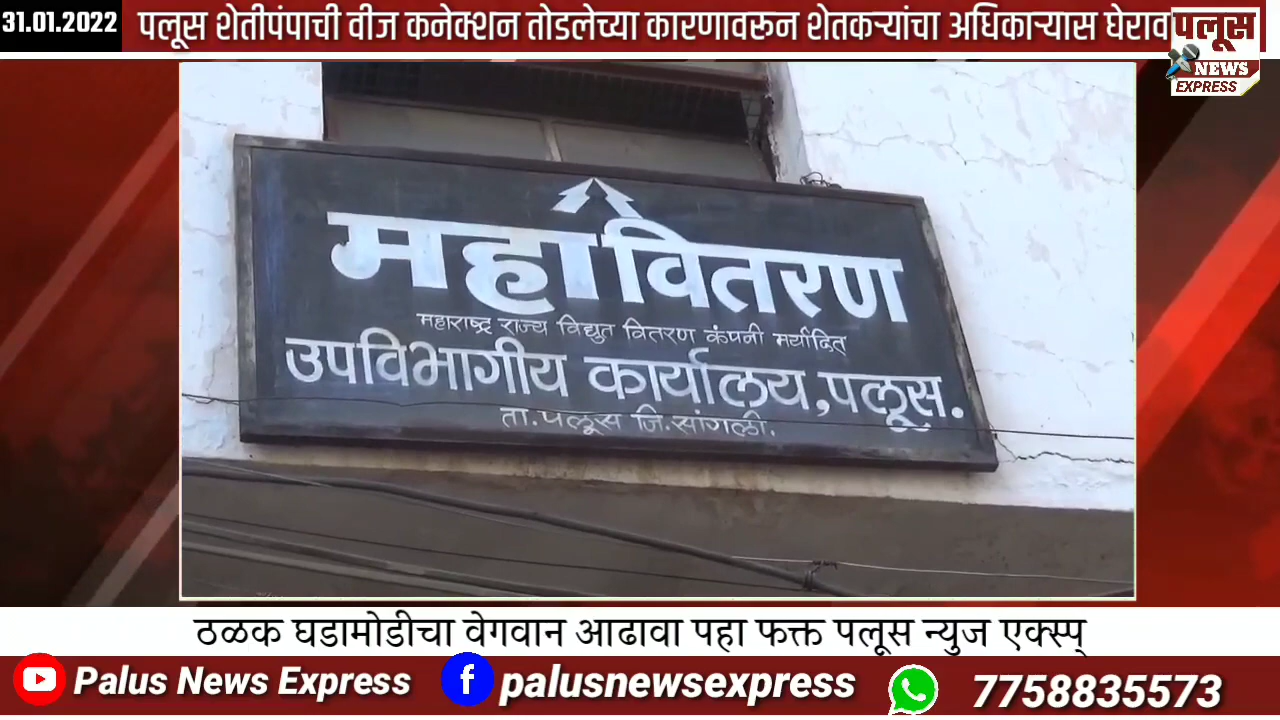 31.01.2022
पलूस शेतीपंपाची वीज कनेक्शन तोडलेच्या कारणावरून शेतकऱ्यांचा अधिकाऱ्यास घेराव
पलूस
NEWS
EXPRESS
महावितरण
महाराष्ट्र राज्य विद्युत वितरण कंपनी मर्यादित
उपविभागीय कार्यालय,पलूस.
ता.पलूस जि.सांगली.
ठळक घडामोडीचा वेगवान आढावा पहा फक्त पलूस न्युज एक्स्प्
Palus News Express
palusnewsexpress
7758835573